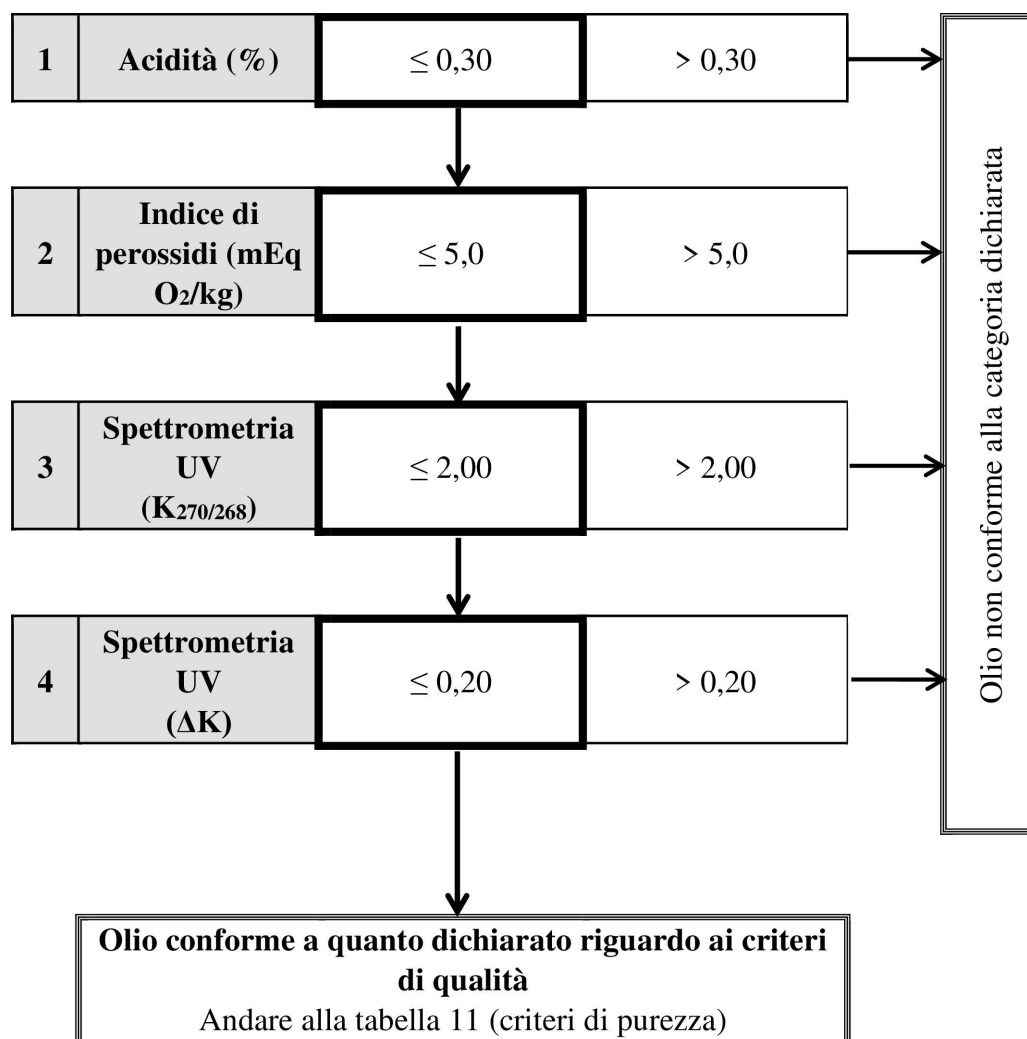 1 Acidità (%) ≤ 0,30 > 0,30
2 Indice di
perossidi (mEq
O₂/kg) ≤ 5,0 > 5,0
3 Spettrometria
UV
(K₂₇₀/₂₆₈) ≤ 2,00 > 2,00
4 Spettrometria
UV
(ΔK) ≤ 0,20 > 0,20
Olio non conforme alla categoria dichiarata
Olio conforme a quanto dichiarato riguardo ai criteri
di qualità
Andare alla tabella 11 (criteri di purezza)